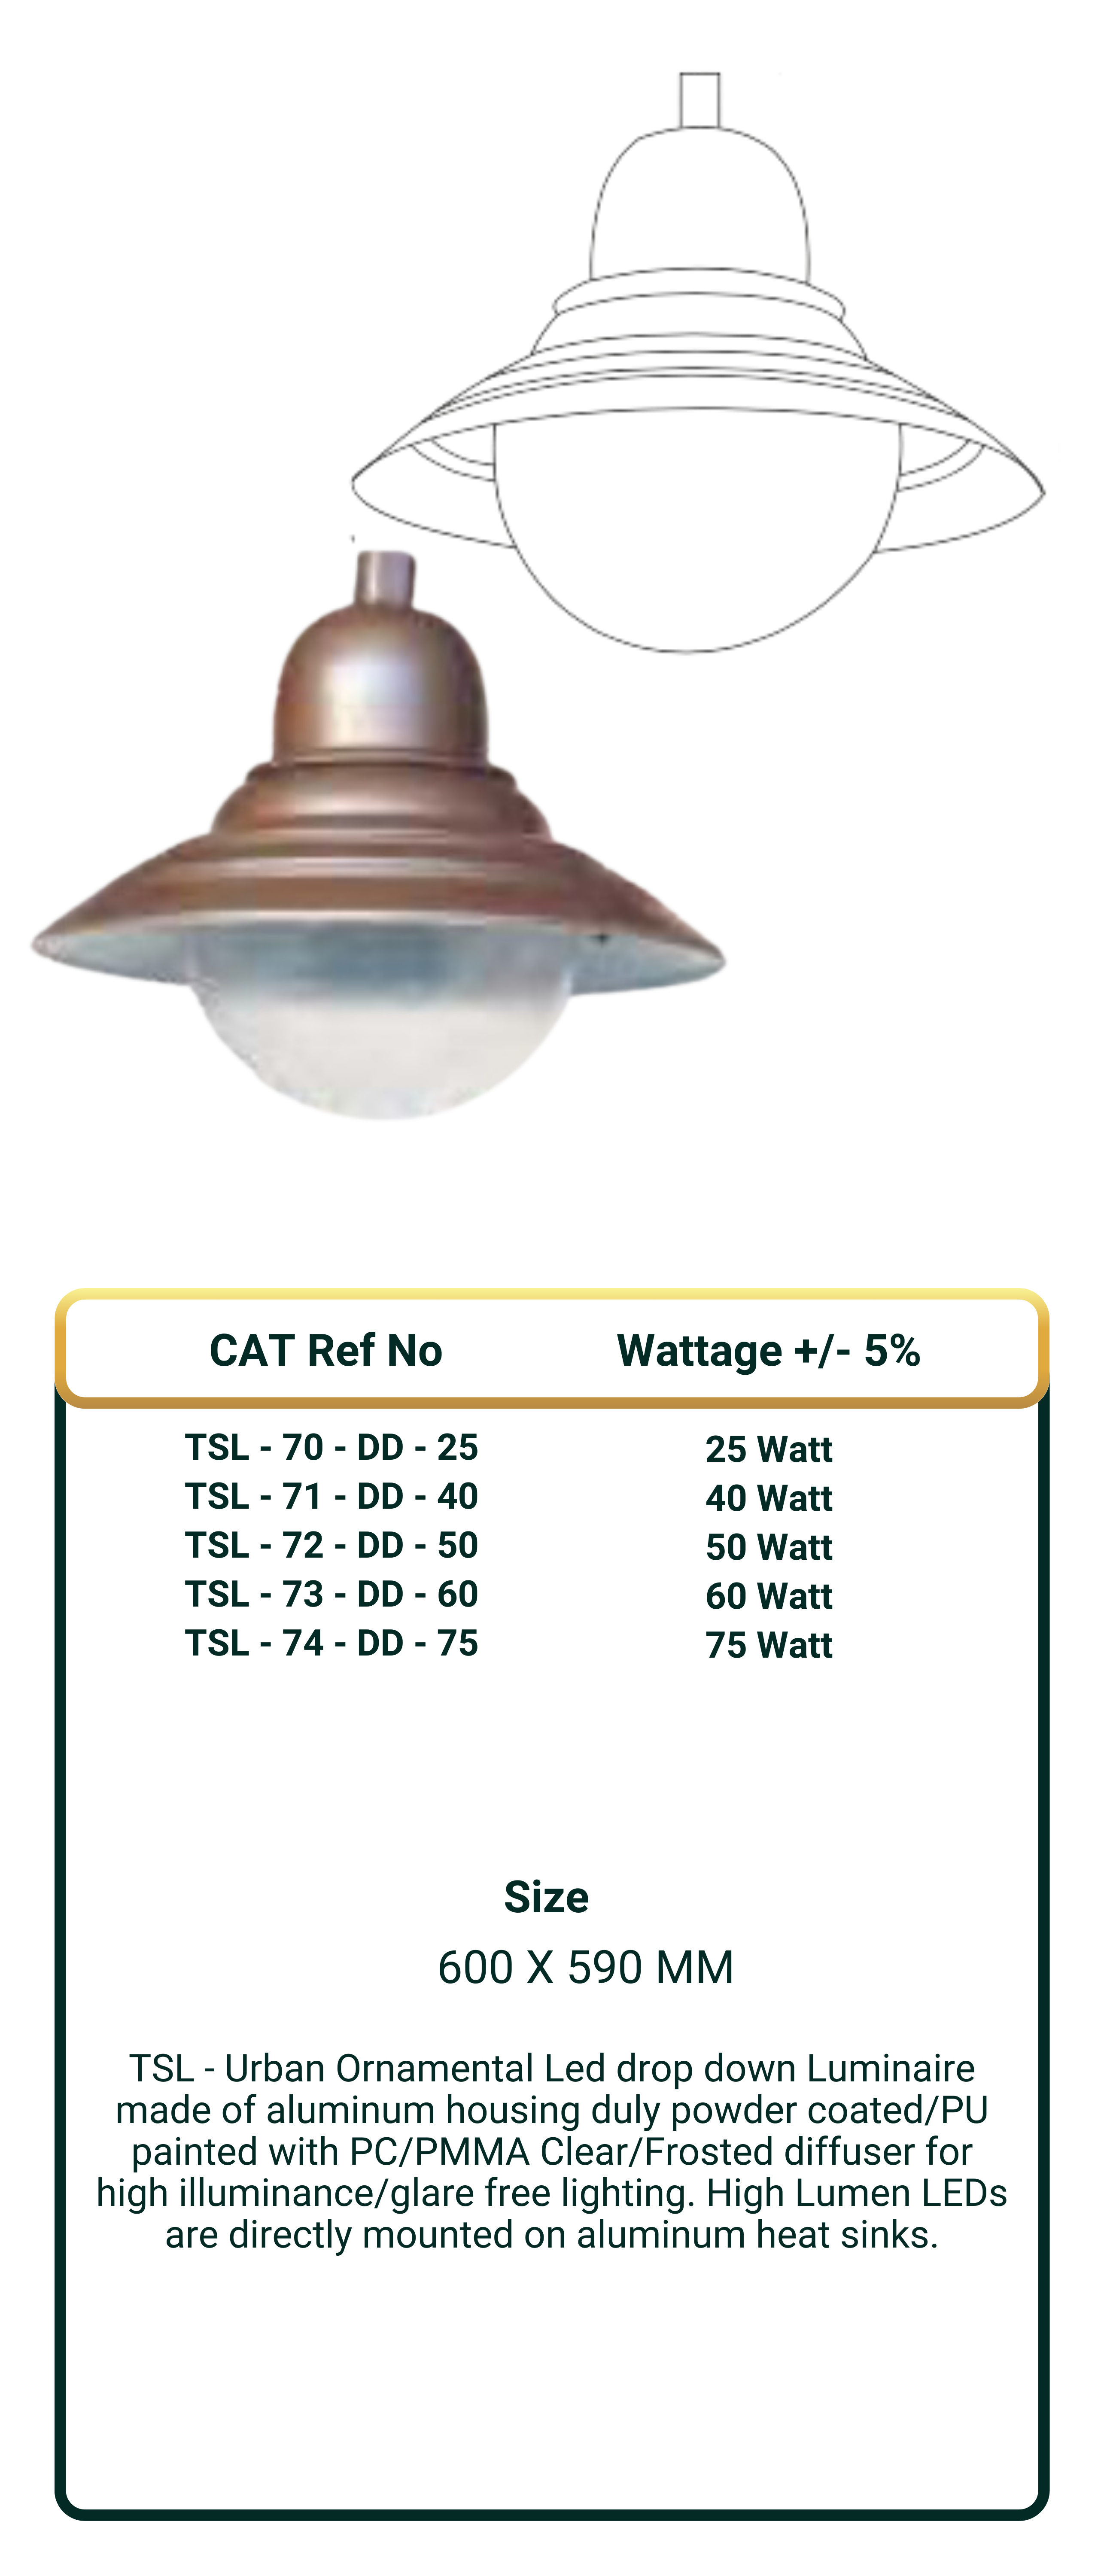 CAT Ref No Wattage +/- 5%
TSL - 70 - DD - 25 25 Watt
TSL - 71 - DD - 40 40 Watt
TSL - 72 - DD - 50 50 Watt
TSL - 73 - DD - 60 60 Watt
TSL - 74 - DD - 75 75 Watt
Size
600 X 590 MM
TSL - Urban Ornamental Led drop down Luminaire
made of aluminum housing duly powder coated/PU
painted with PC/PMMA Clear/Frosted diffuser for
high illuminance/glare free lighting. High Lumen LEDs
are directly mounted on aluminum heat sinks.